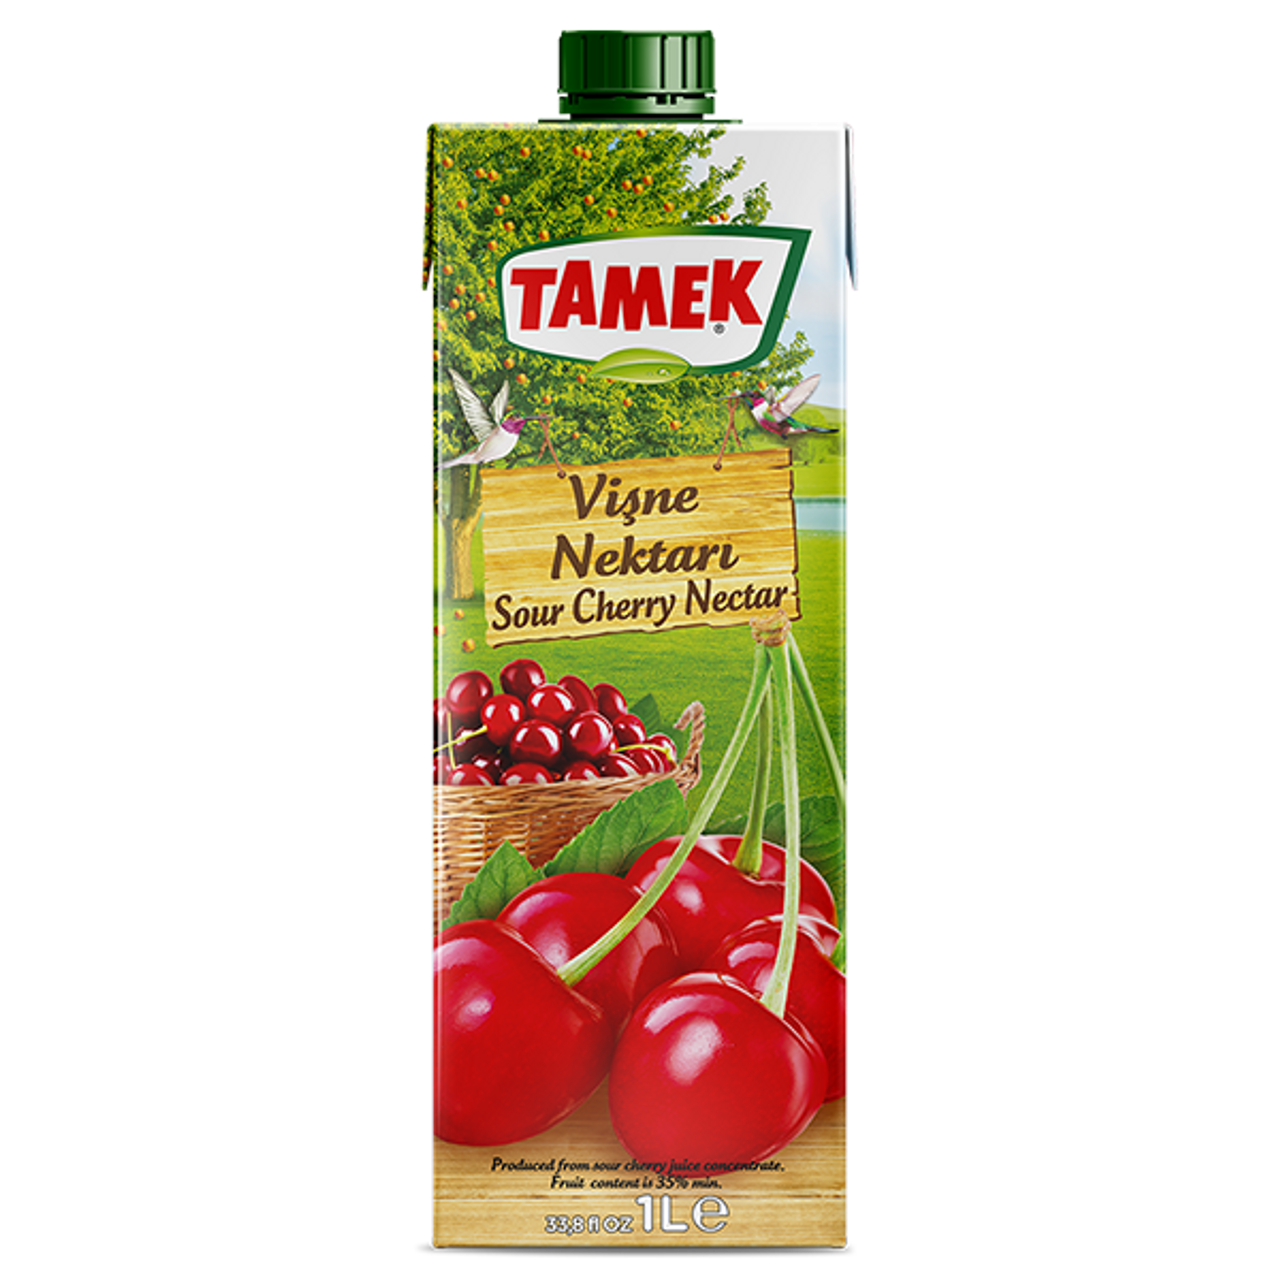 TAMEK
®
Vişne
Nektarı
Sour Cherry Nectar
Produced from sour cherry juice concentrate.
Fruit content is 35% min.
33,8 fl oz 1L e